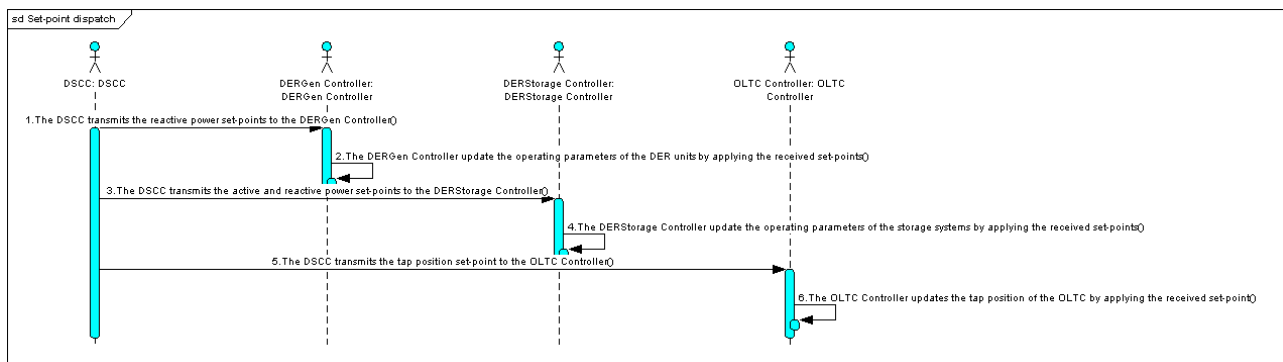 sd Set-point dispatch
DSCC: DSCC
DERGen Controller:
DERGen Controller
DERStorage Controller:
DERStorage Controller
OLTC Controller: OLTC
Controller
1.The DSCC transmits the reactive power set-points to the DERGen Controller()
2.The DERGen Controller update the operating parameters of the DER units by applying the received set-points()
3.The DSCC transmits the active and reactive power set-points to the DERStorage Controller()
4.The DERStorage Controller update the operating parameters of the storage systems by applying the received set-points()
5.The DSCC transmits the tap position set-point to the OLTC Controller()
6.The OLTC Controller updates the tap position of the OLTC by applying the received set-point()